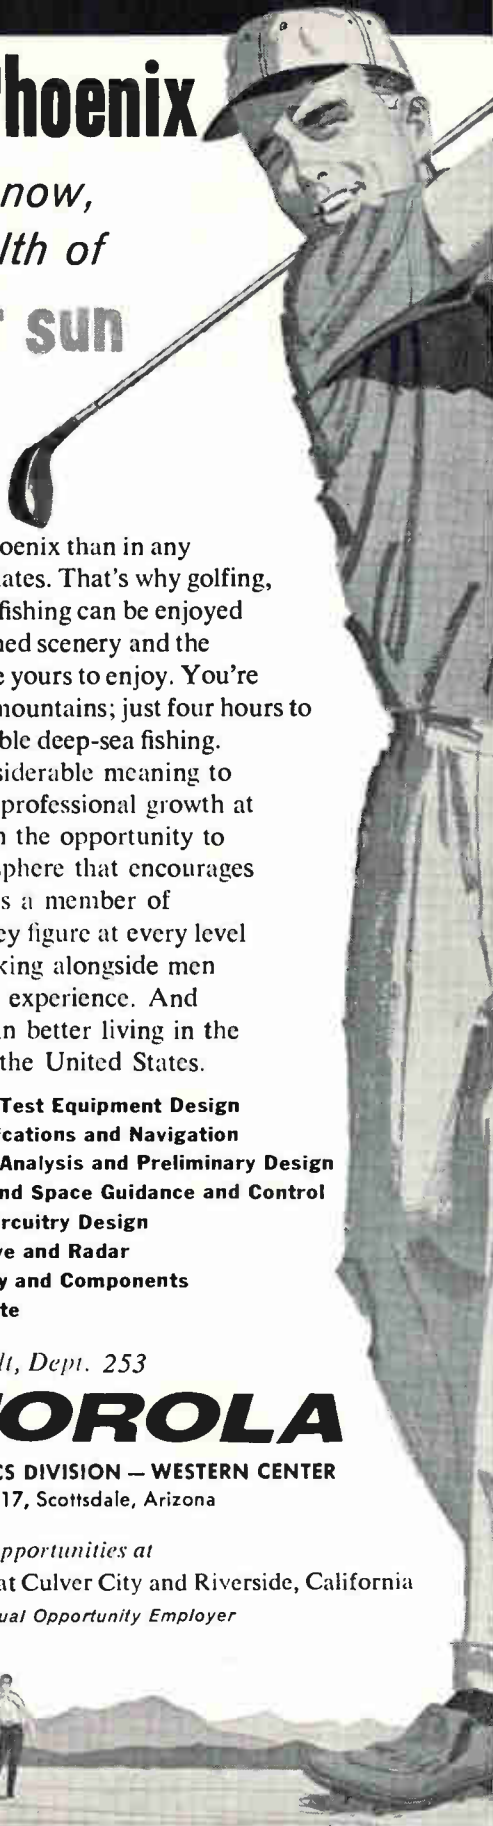 Phoenix
now,
lth of
r sun
oenix than in any
ates. That's why golfing,
fishing can be enjoyed
ned scenery and the
e yours to enjoy. You're
mountains; just four hours to
ble deep-sea fishing.
siderable meaning to
professional growth at
n the opportunity to
sphere that encourages
s a member of
ey figure at every level
king alongside men
experience. And
in better living in the
the United States.
Test Equipment Design
ications and Navigation
Analysis and Preliminary Design
nd Space Guidance and Control
rcuitry Design
ve and Radar
y and Components
te
lt, Dept. 253
OROLA
CS DIVISION — WESTERN CENTER
17, Scottsdale, Arizona
pportunities at
at Culver City and Riverside, California
ual Opportunity Employer